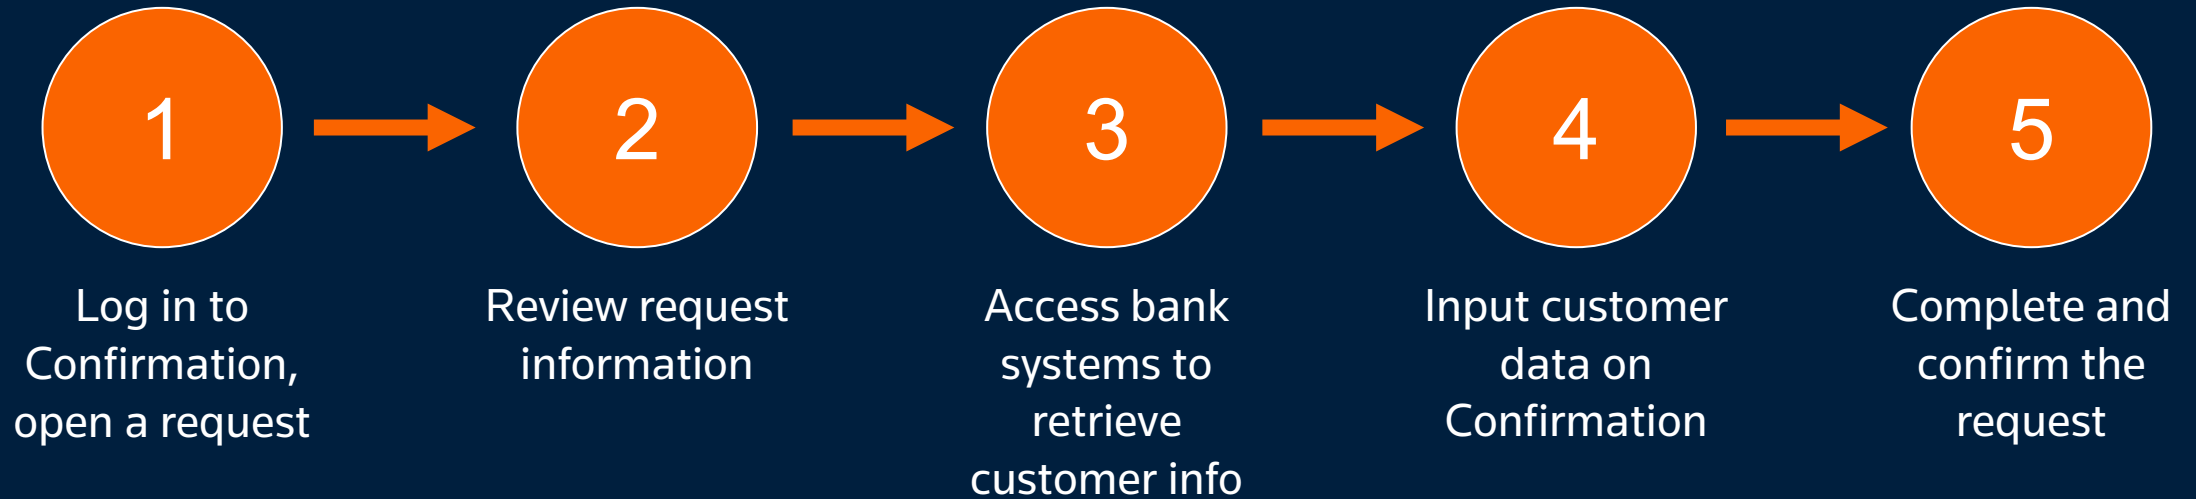 1
2
3
4
5
Log in to
Confirmation,
open a request
Review request
information
Access bank
systems to
retrieve
customer info
Input customer
data on
Confirmation
Complete and
confirm the
request